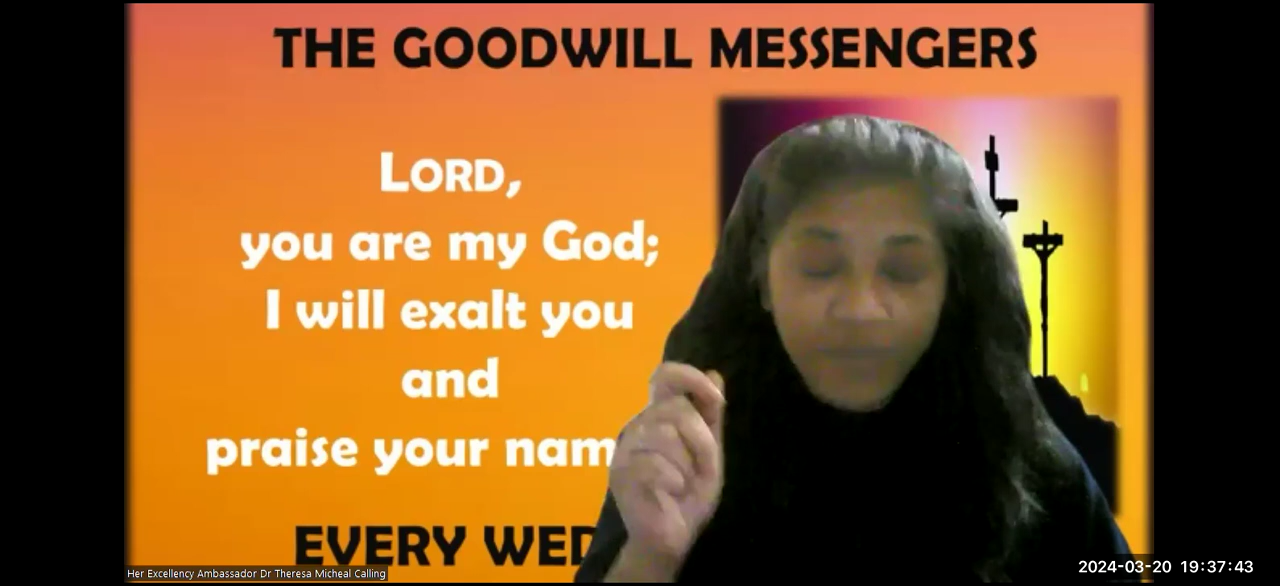 THE GOODWILL MESSENGERS
LORD,
you are my God;
I will exalt you
and
praise your nam
EVERY WED
Her Excellency Ambassador Dr Theresa Micheal Calling
2024-03-20 19:37:43